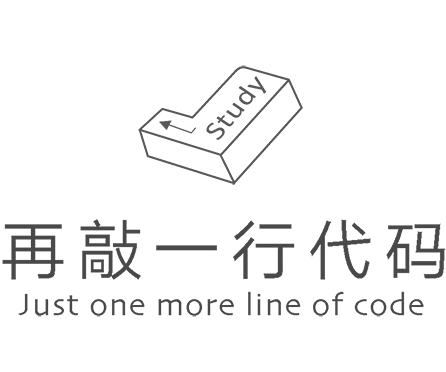 Study
再敲一行代码
Just one more line of code